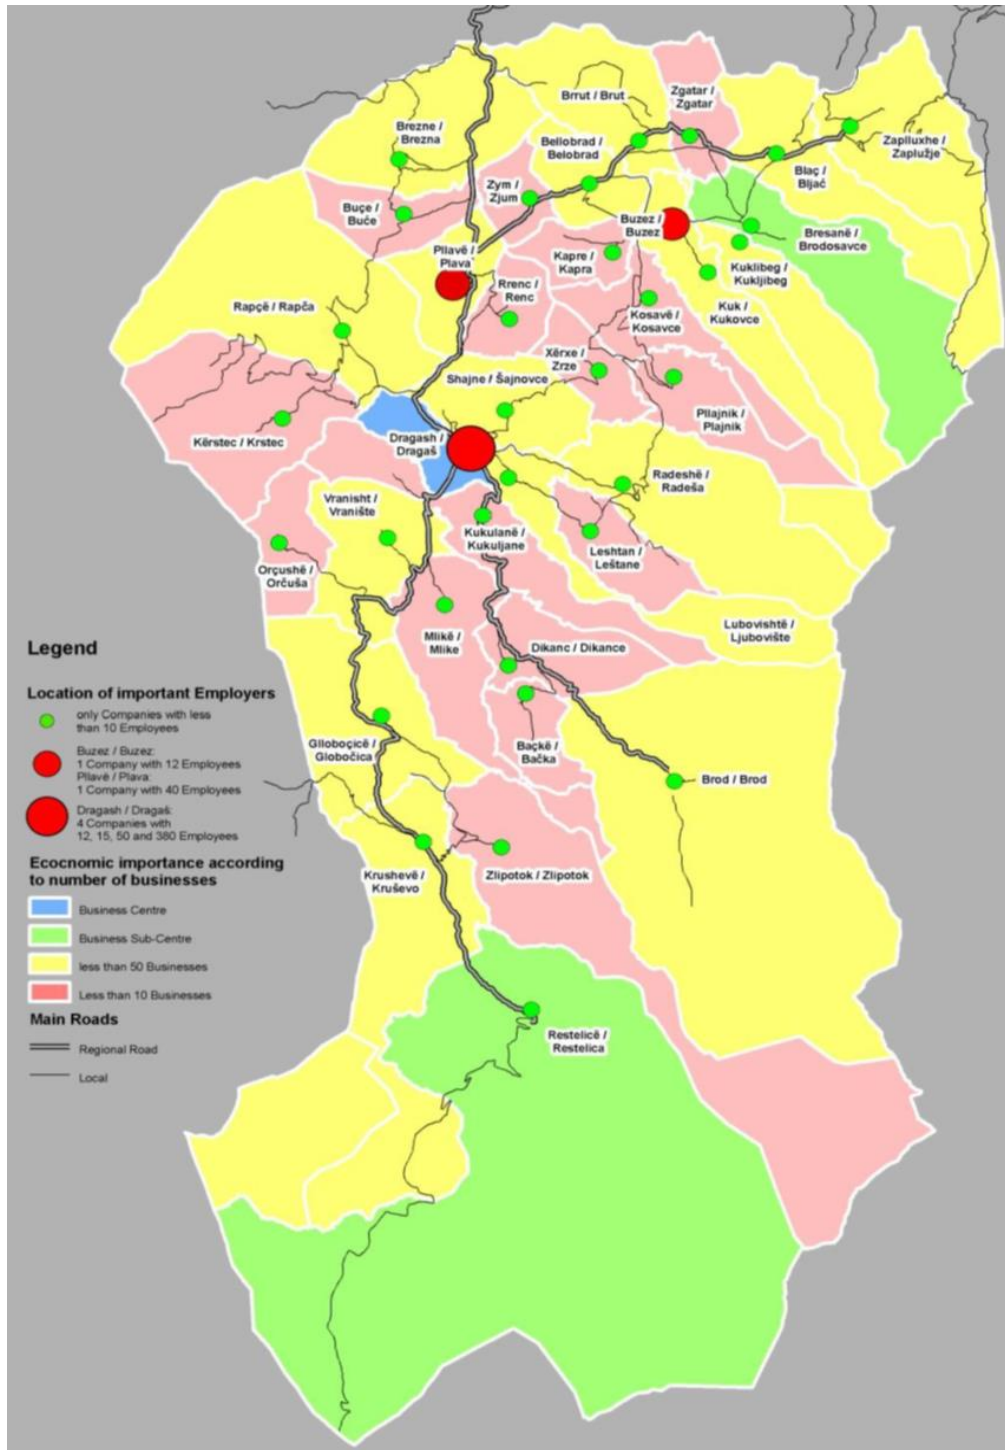 Brrut / Brut
Zgatar /
Zgatar
Brezne /
Brezna
Bellobrad /
Belobrad
Zaplluxhe /
Zaplužje
Blaç /
Bljač
Zym /
Zjum
Buçe /
Buče
Buzez /
Buzez
Bresanë /
Brodosavce
Pllavë /
Plava
Kapre /
Kapra
Kuklibeg /
Kukljibeg
Rrenc /
Renc
Rapçë / Rapča
Kosavë /
Kosavce
Kuk /
Kukovce
Xërxe /
Zrze
Shajne / Šajnovce
Pllajnik /
Plajnik
Kërstec / Krstec
Dragash /
Dragaš
Radeshë /
Radeša
Vranisht /
Vranište
Kukulanë /
Kukuljane
Leshtan /
Leštane
Orçushë /
Orčuša
Lubovishtë /
Ljubovište
Mlikë /
Mlike
Dikanc / Dikance
Glloboçicë /
Globočica
Baçkë /
Bačka
Brod / Brod
Krushevë /
Kruševo
Zlipotok / Zlipotok
Restelicë /
Restelica
Legend
Location of important Employers
only Companies with less
than 10 Employees
Buzez / Buzez:
1 Company with 12 Employees
Pllavë / Plava:
1 Company with 40 Employees
Dragash / Dragaš:
4 Companies with
12, 15, 50 and 380 Employees
Ecocnomic importance according
to number of businesses
Business Centre
Business Sub-Centre
less than 50 Businesses
Less than 10 Businesses
Main Roads
Regional Road
Local